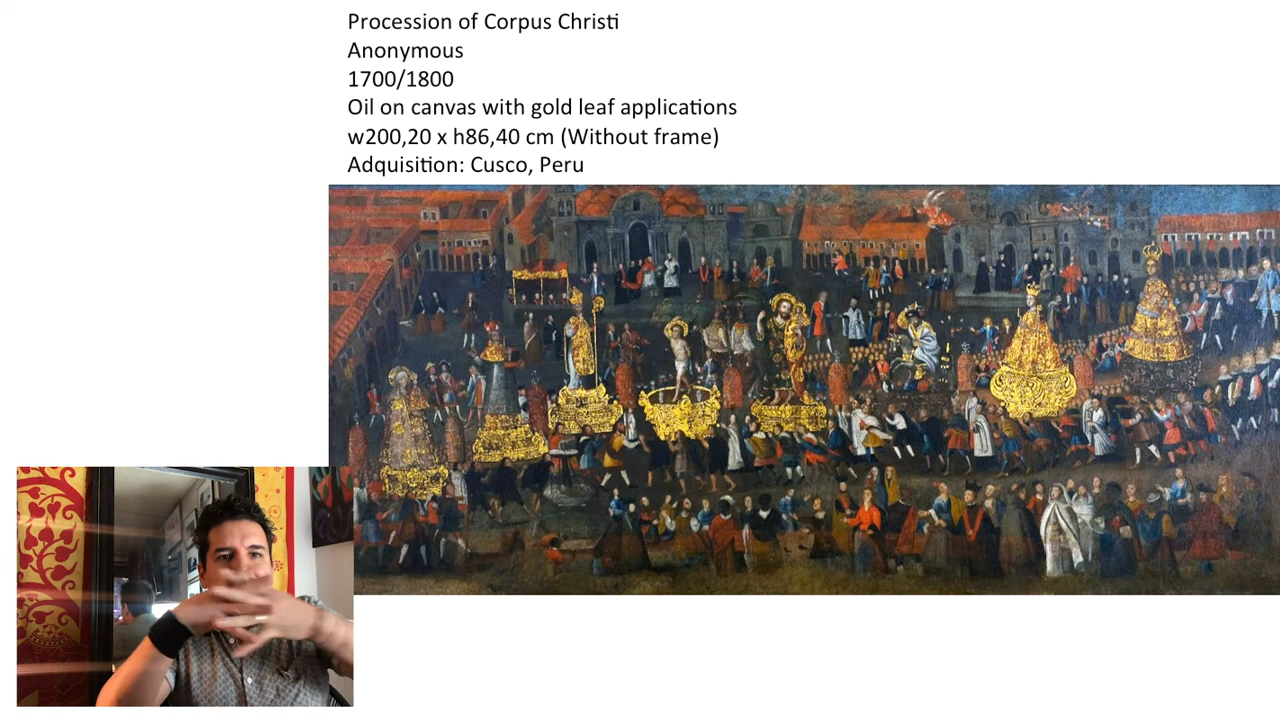 Procession of Corpus Christi
Anonymous
1700/1800
Oil on canvas with gold leaf applications
w200,20 x h86,40 cm (Without frame)
Adquisition: Cusco, Peru